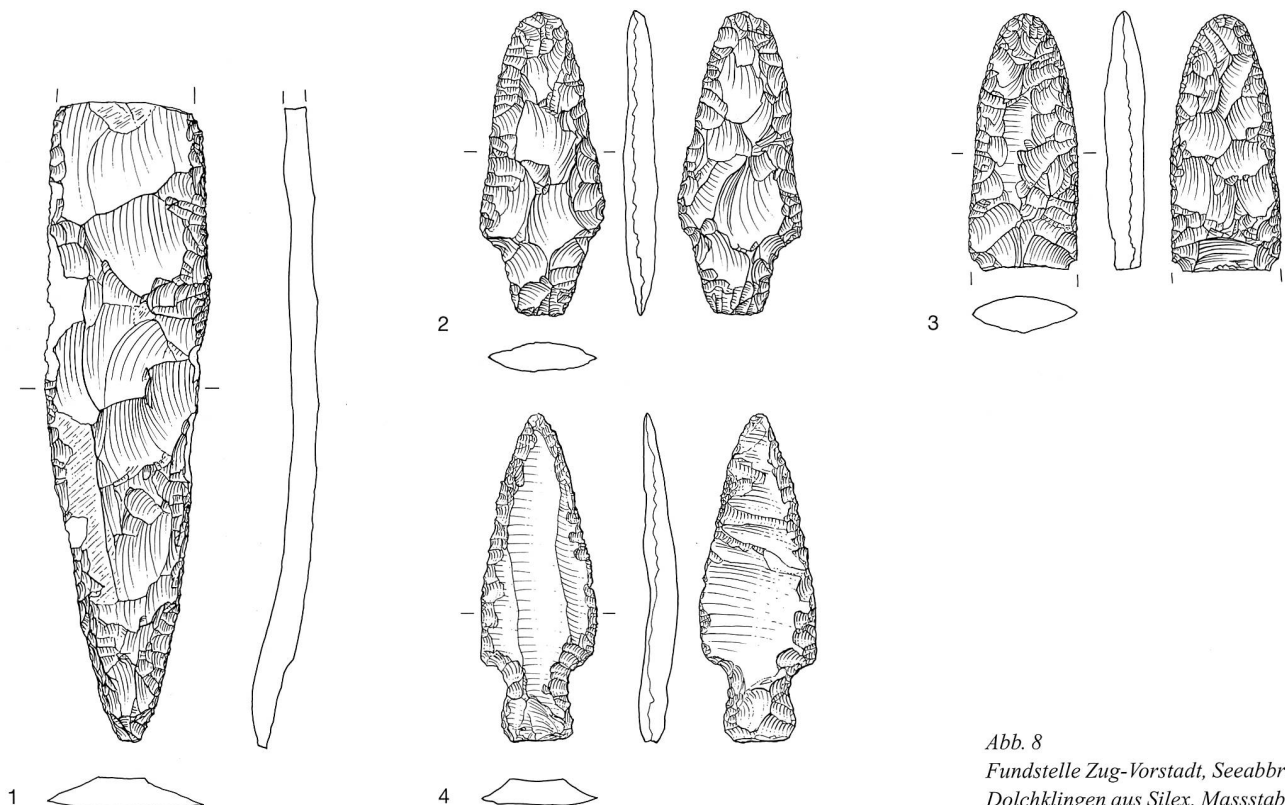 2
3
1
4
Abb. 8
Fundstelle Zug-Vorstadt, Seeabbr
Dolchklingen aus Silex. Massstab